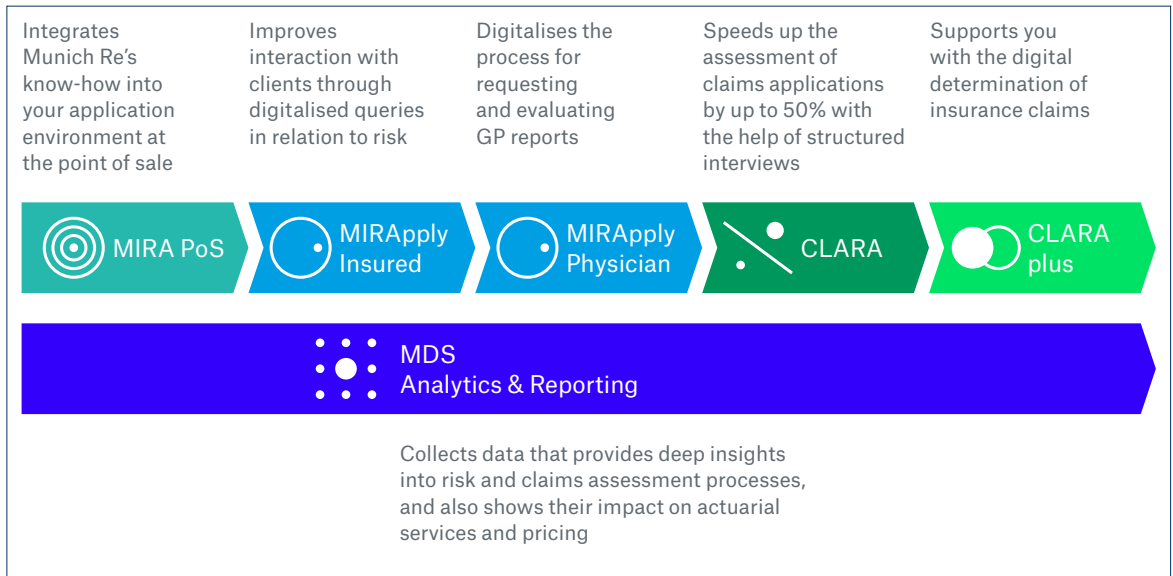 Integrates
Munich Re’s
know-how into
your application
environment at
the point of sale
Improves
interaction with
clients through
digitalised queries
in relation to risk
Digitalises the
process for
requesting
and evaluating
GP reports
Speeds up the
assessment of
claims applications
by up to 50% with
the help of structured
interviews
Supports you
with the digital
determination of
insurance claims
MIRA PoS
MIRApply
Insured
MIRApply
Physician
CLARA
CLARA
plus
MDS
Analytics & Reporting
Collects data that provides deep insights
into risk and claims assessment processes,
and also shows their impact on actuarial
services and pricing